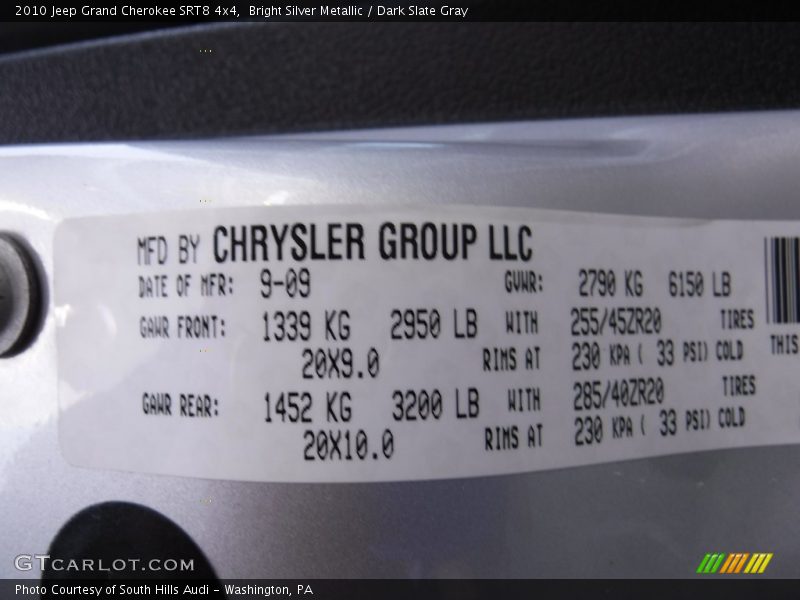 2010 Jeep Grand Cherokee SRT8 4x4,  Bright Silver Metallic / Dark Slate Gray
MFD BY CHRYSLER GROUP LLC
DATE OF MFR: 9-09 GVWR: 2790 KG 6150 LB
GAWR FRONT: 1339 KG 2950 LB WITH 255/45ZR20 TIRES
20X9.0 RIMS AT 230 KPA ( 33 PSI) COLD
THIS
GAWR REAR: 1452 KG 3200 LB WITH 285/40ZR20 TIRES
20X10.0 RIMS AT 230 KPA ( 33 PSI) COLD
GTCARLOT.COM
Photo Courtesy of South Hills Audi – Washington, PA